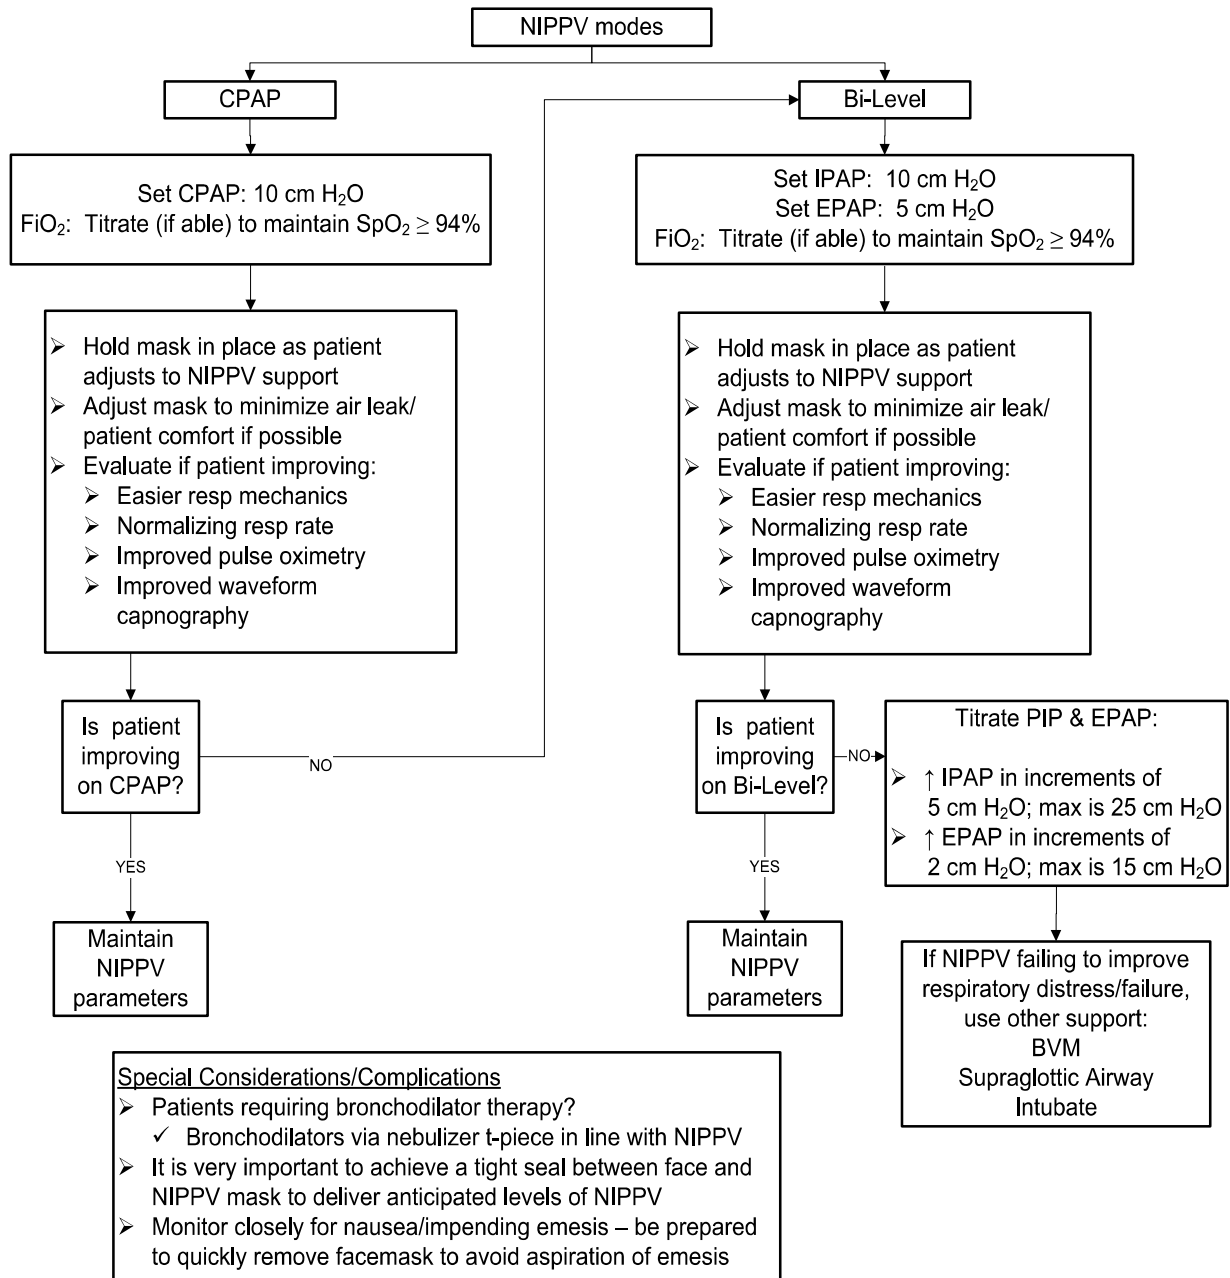 NIPPV modes
CPAP
Bi-Level
Set CPAP: 10 cm H₂O
FiO₂: Titrate (if able) to maintain SpO₂ ≥ 94%
Set IPAP: 10 cm H₂O
Set EPAP: 5 cm H₂O
FiO₂: Titrate (if able) to maintain SpO₂ ≥ 94%
➢ Hold mask in place as patient
adjusts to NIPPV support
➢ Adjust mask to minimize air leak/
patient comfort if possible
➢ Evaluate if patient improving:
➢ Easier resp mechanics
➢ Normalizing resp rate
➢ Improved pulse oximetry
➢ Improved waveform
capnography
➢ Hold mask in place as patient
adjusts to NIPPV support
➢ Adjust mask to minimize air leak/
patient comfort if possible
➢ Evaluate if patient improving:
➢ Easier resp mechanics
➢ Normalizing resp rate
➢ Improved pulse oximetry
➢ Improved waveform
capnography
Is patient
improving
on CPAP?
NO
YES
Maintain
NIPPV
parameters
Is patient
improving
on Bi-Level?
NO
YES
Maintain
NIPPV
parameters
Titrate PIP & EPAP:
➢ ↑ IPAP in increments of
5 cm H₂O; max is 25 cm H₂O
➢ ↑ EPAP in increments of
2 cm H₂O; max is 15 cm H₂O
If NIPPV failing to improve
respiratory distress/failure,
use other support:
BVM
Supraglottic Airway
Intubate
Special Considerations/Complications
➢ Patients requiring bronchodilator therapy?
✓ Bronchodilators via nebulizer t-piece in line with NIPPV
➢ It is very important to achieve a tight seal between face and
NIPPV mask to deliver anticipated levels of NIPPV
➢ Monitor closely for nausea/impending emesis – be prepared
to quickly remove facemask to avoid aspiration of emesis